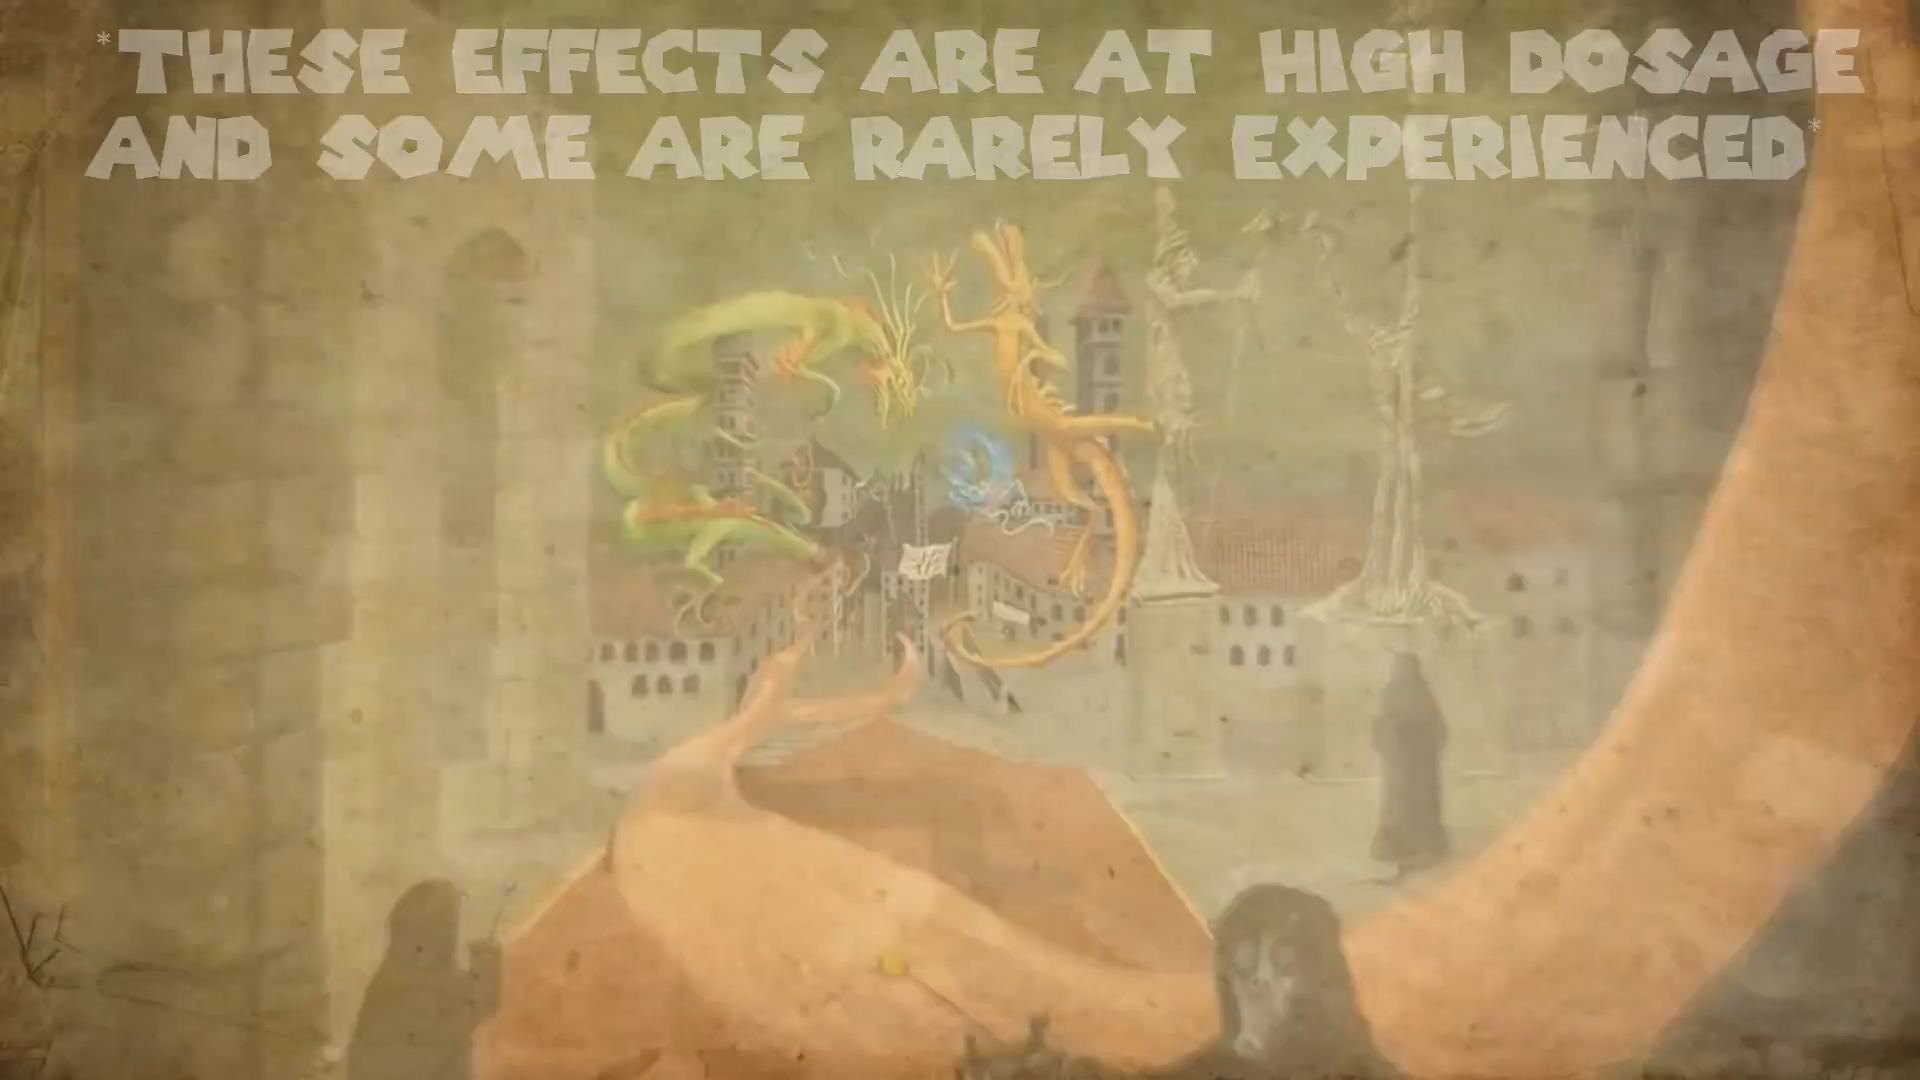 *THESE EFFECTS ARE AT HIGH DOSAGE
AND SOME ARE RARELY EXPERIENCED*